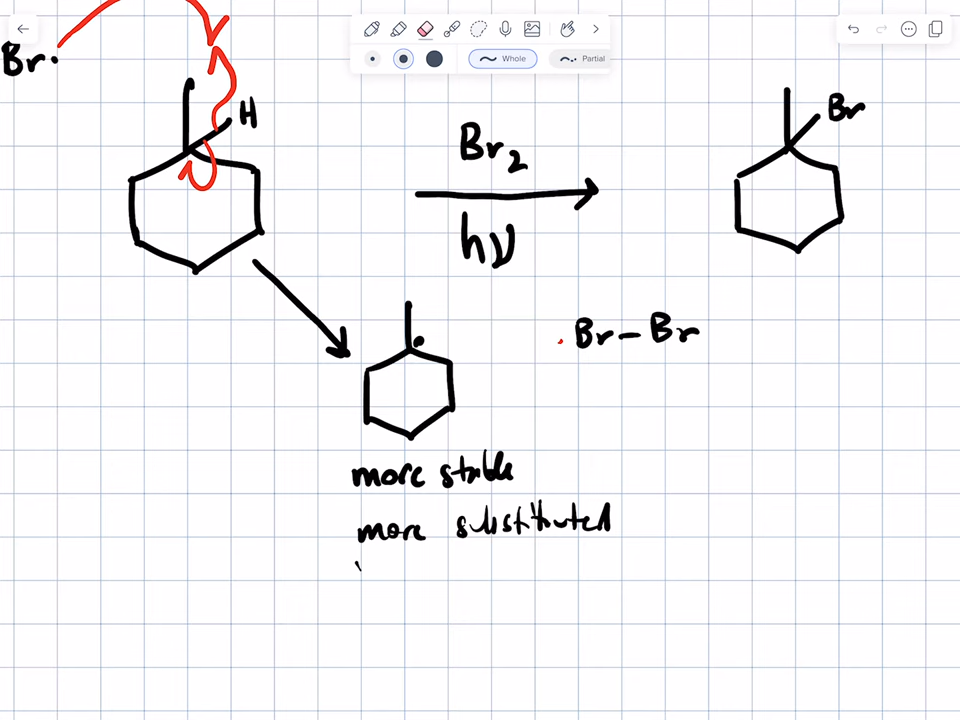 Whole
Partial
Br·
H
Br
Br2
hν
·Br–Br
more stable
more substituted